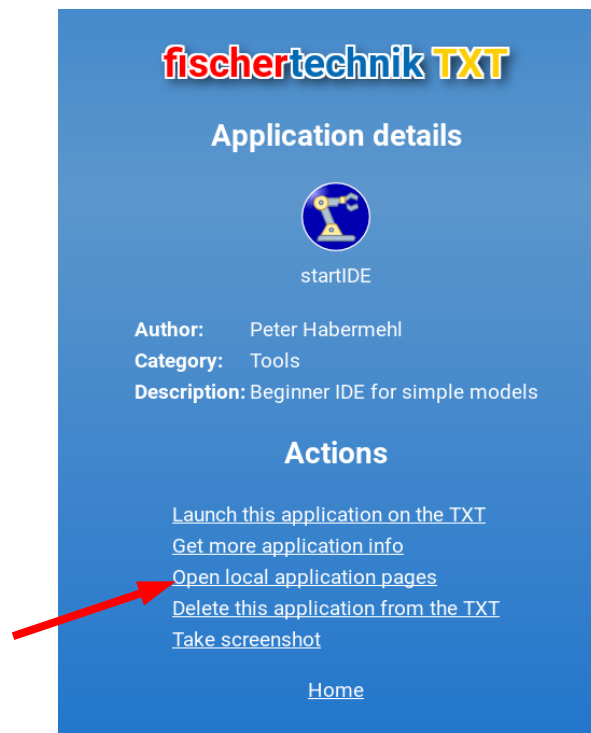 fischertechnik TXT
Application details
startIDE
Author: Peter Habermehl
Category: Tools
Description: Beginner IDE for simple models
Actions
Launch this application on the TXT
Get more application info
Open local application pages
Delete this application from the TXT
Take screenshot
Home